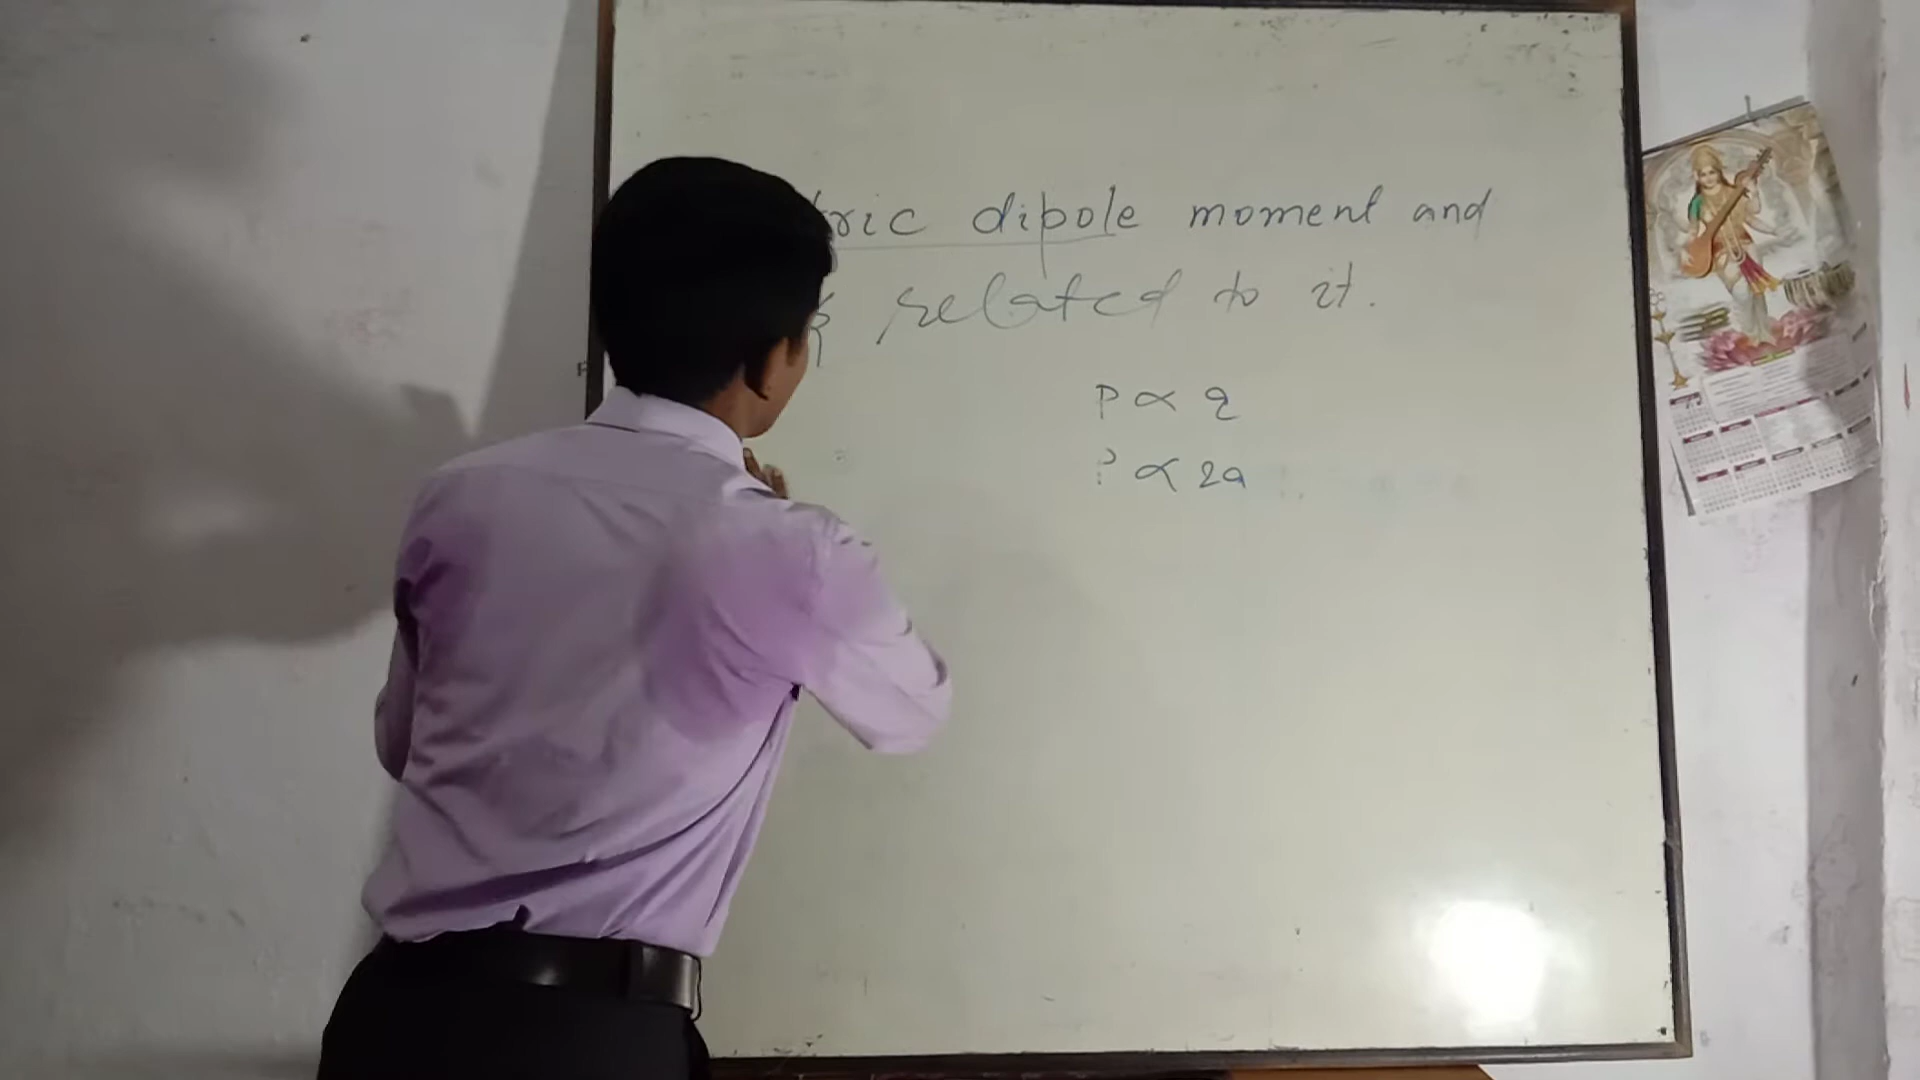 dipole moment and
related to it.
P ∝ q
P ∝ 2a